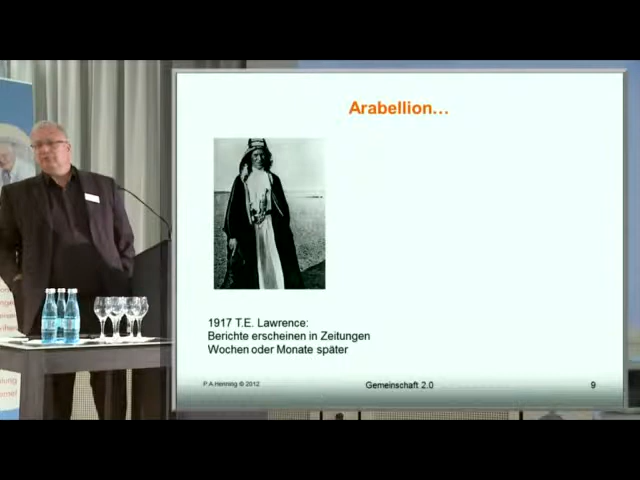 Arabellion...
1917 T.E. Lawrence:
Berichte erscheinen in Zeitungen
Wochen oder Monate später
P.A.Henning © 2012
Gemeinschaft 2.0
9